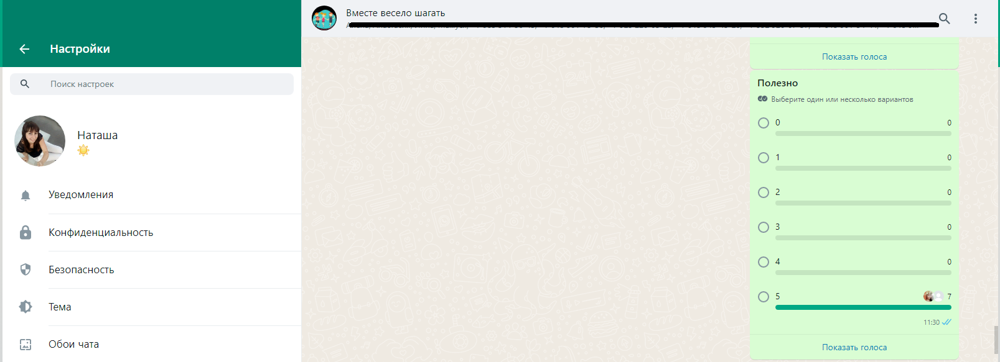 Настройки
Поиск настроек
Наташа
Уведомления
Конфиденциальность
Безопасность
Тема
Обои чата
Вместе весело шагать
Показать голоса
Полезно
Выберите один или несколько вариантов
0 0
1 0
2 0
3 0
4 0
5 7
11:30
Показать голоса